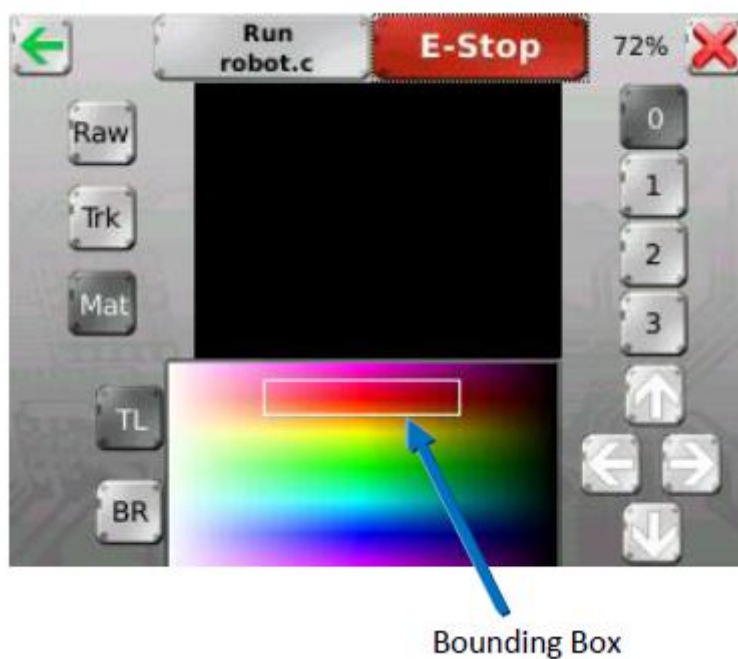 Run
robot.c
E-Stop
72%
Raw
Trk
Mat
TL
BR
0
1
2
3
Bounding Box